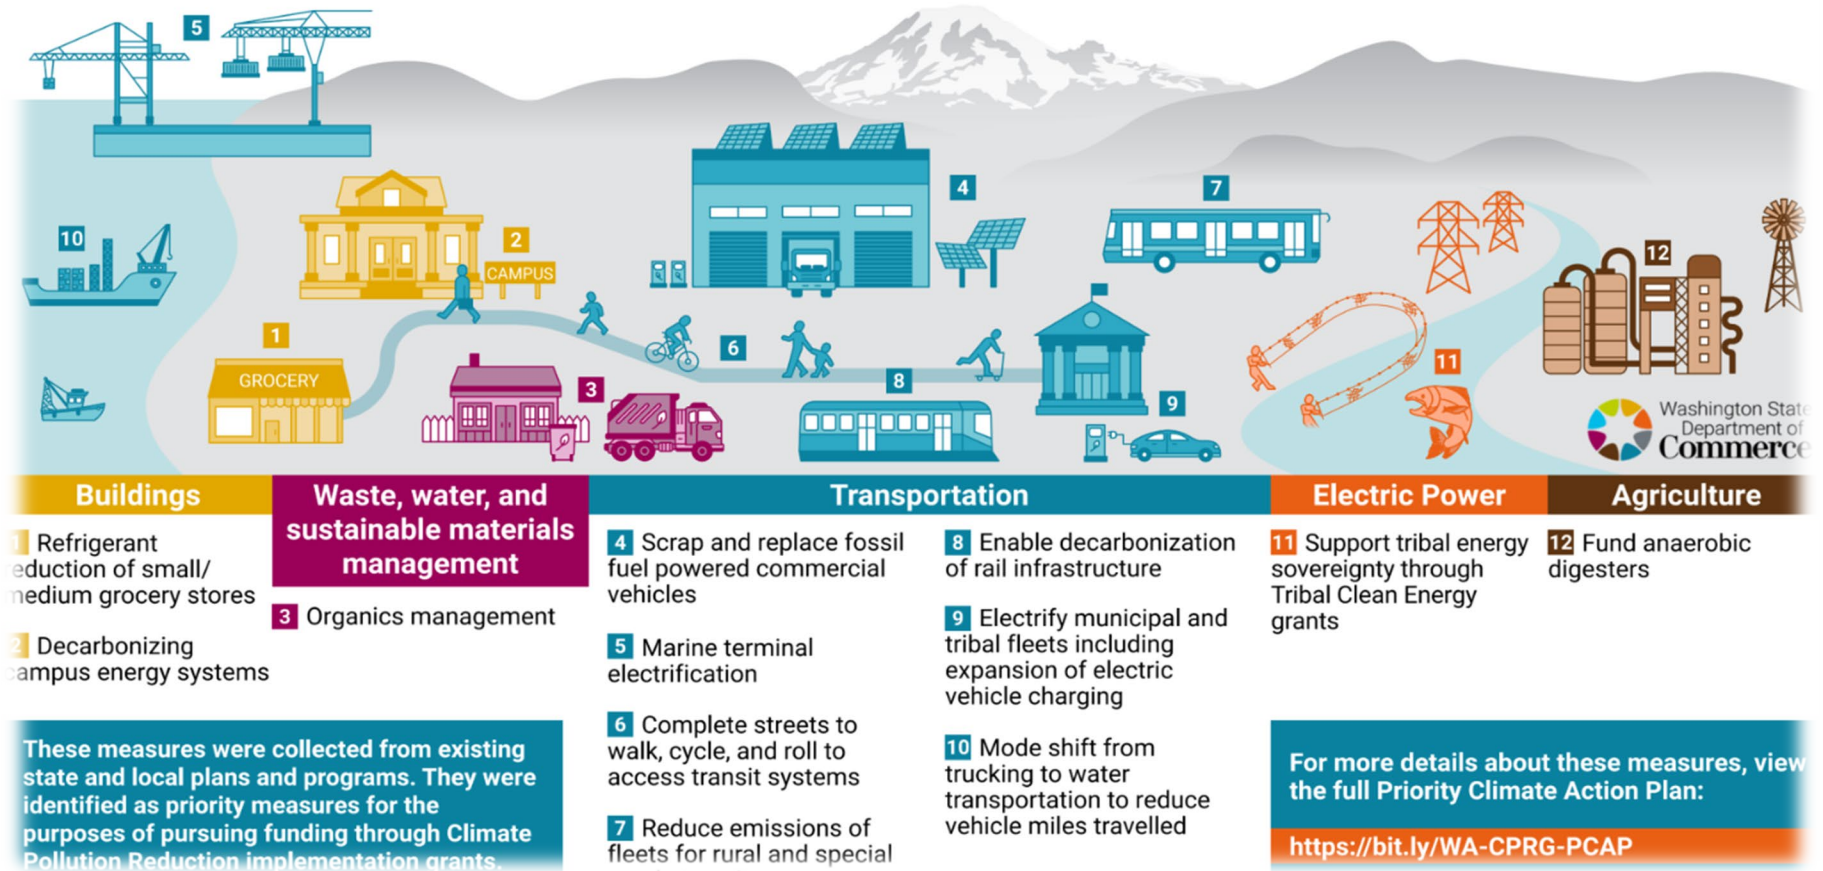 5
10
2
CAMPUS
1
GROCERY
3
4
6
7
8
9
11
12
Washington State
Department of
Commerce
Buildings
1 Refrigerant
reduction of small/
medium grocery stores
2 Decarbonizing
campus energy systems
Waste, water, and
sustainable materials
management
3 Organics management
Transportation
4 Scrap and replace fossil
fuel powered commercial
vehicles
5 Marine terminal
electrification
6 Complete streets to
walk, cycle, and roll to
access transit systems
7 Reduce emissions of
fleets for rural and special
8 Enable decarbonization
of rail infrastructure
9 Electrify municipal and
tribal fleets including
expansion of electric
vehicle charging
10 Mode shift from
trucking to water
transportation to reduce
vehicle miles travelled
Electric Power
11 Support tribal energy
sovereignty through
Tribal Clean Energy
grants
Agriculture
12 Fund anaerobic
digesters
These measures were collected from existing
state and local plans and programs. They were
identified as priority measures for the
purposes of pursuing funding through Climate
Pollution Reduction implementation grants.
For more details about these measures, view
the full Priority Climate Action Plan:
https://bit.ly/WA-CPRG-PCAP